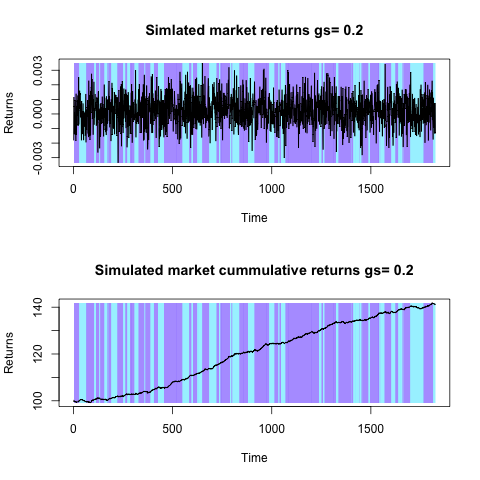 Simlated market returns gs= 0.2
0.003
0.000
-0.003
Returns
0
500
1000
1500
Time
Simulated market cummulative returns gs= 0.2
140
120
100
Returns
0
500
1000
1500
Time